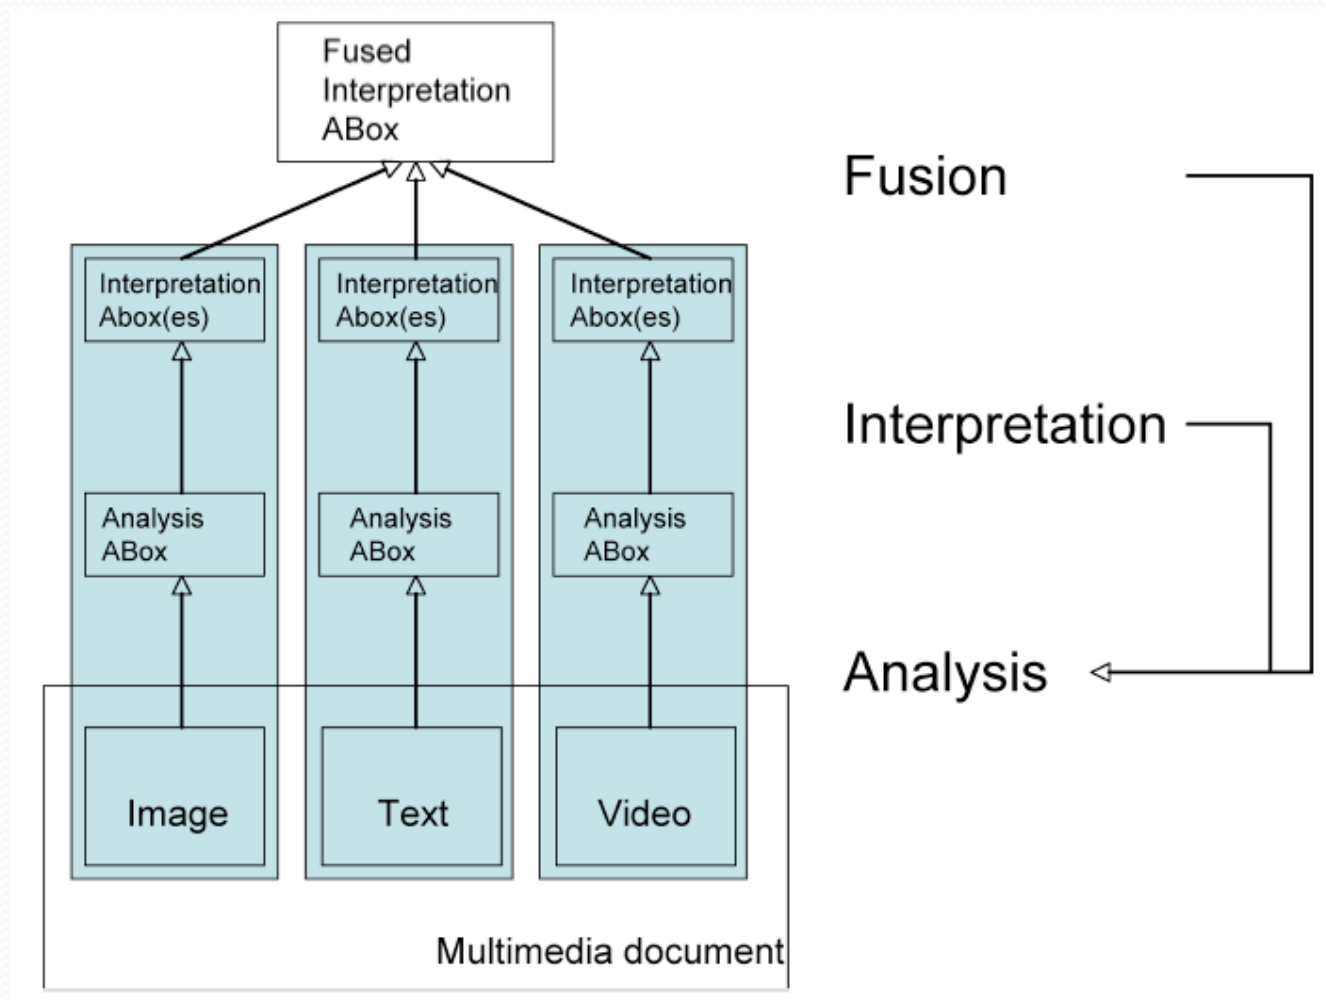 Fused
Interpretation
ABox
Fusion
Interpretation
Abox(es)
Interpretation
Abox(es)
Interpretation
Abox(es)
Interpretation
Analysis
ABox
Analysis
ABox
Analysis
ABox
Analysis
Image
Text
Video
Multimedia document